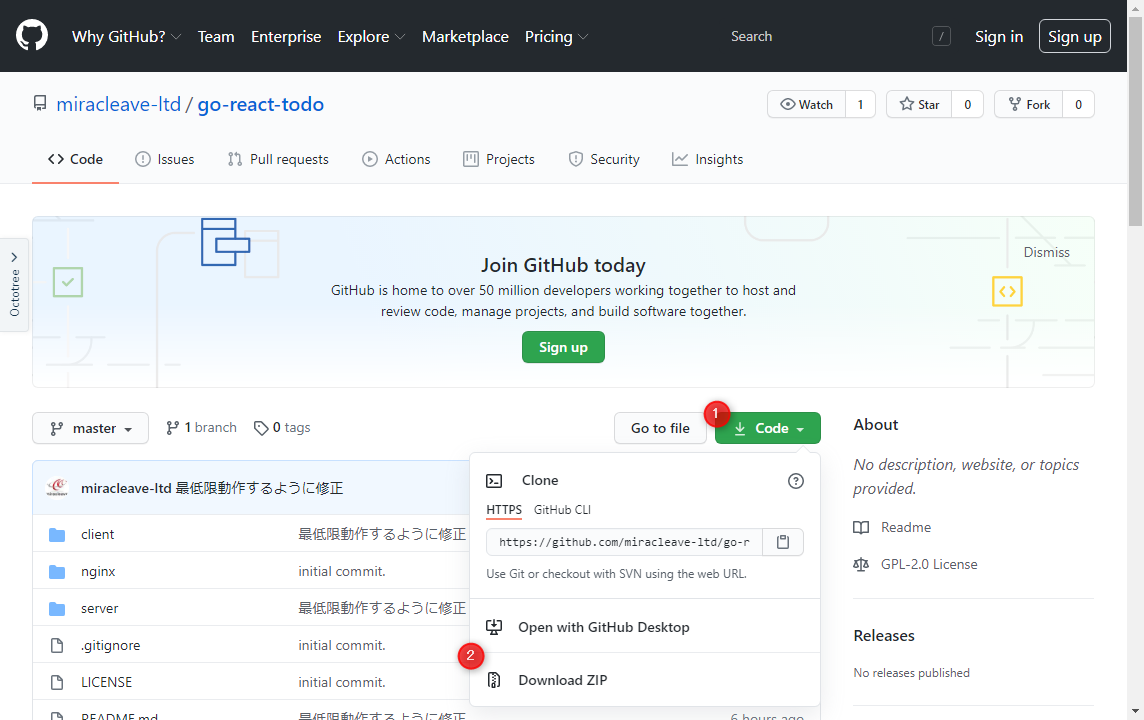 Why GitHub? Team Enterprise Explore Marketplace Pricing Search / Sign in Sign up
miracleave-ltd / go-react-todo Watch 1 Star 0 Fork 0
Code Issues Pull requests Actions Projects Security Insights
Octotree
Dismiss
Join GitHub today
GitHub is home to over 50 million developers working together to host and
review code, manage projects, and build software together.
Sign up
master 1 branch 0 tags Go to file 1 Code
miracleave-ltd 最低限動作するように修正
client 最低限動作するように修正
nginx initial commit.
server 最低限動作するように修正
.gitignore initial commit.
LICENSE initial commit.
README.md 最低限動作するように修正 6 hours ago
Clone
HTTPS GitHub CLI
https://github.com/miracleave-ltd/go-r
Use Git or checkout with SVN using the web URL.
Open with GitHub Desktop
2
Download ZIP
About
No description, website, or topics
provided.
Readme
GPL-2.0 License
Releases
No releases published